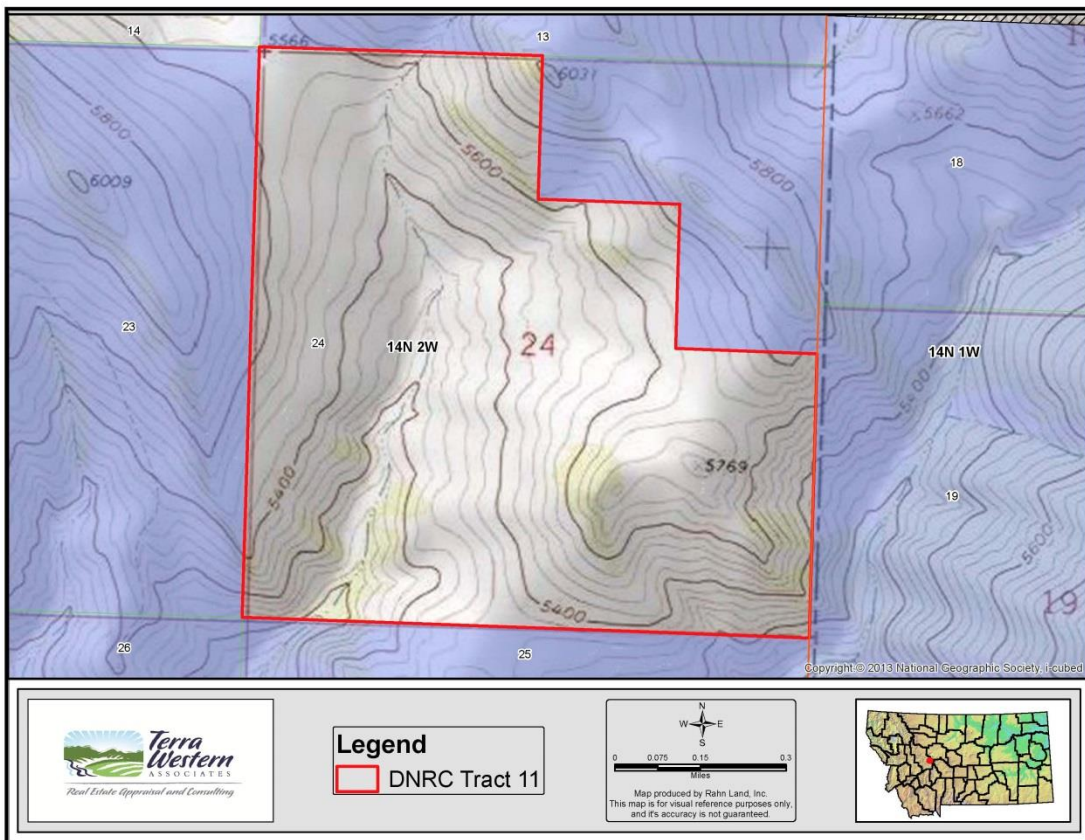 14
13
5566
6031
5800
6009
5600
5800
5662
18
23
24
14N 2W
24
14N 1W
5400
5769
5400
19
5600
5400
19
26
25
Copyright:© 2013 National Geographic Society, i-cubed
Terra
Western
ASSOCIATES
Real Estate Appraisal and Consulting
Legend
DNRC Tract 11
N
W E
S
0 0.075 0.15 0.3
Miles
Map produced by Rahn Land, Inc.
This map is for visual reference purposes only,
and it's accuracy is not guaranteed.